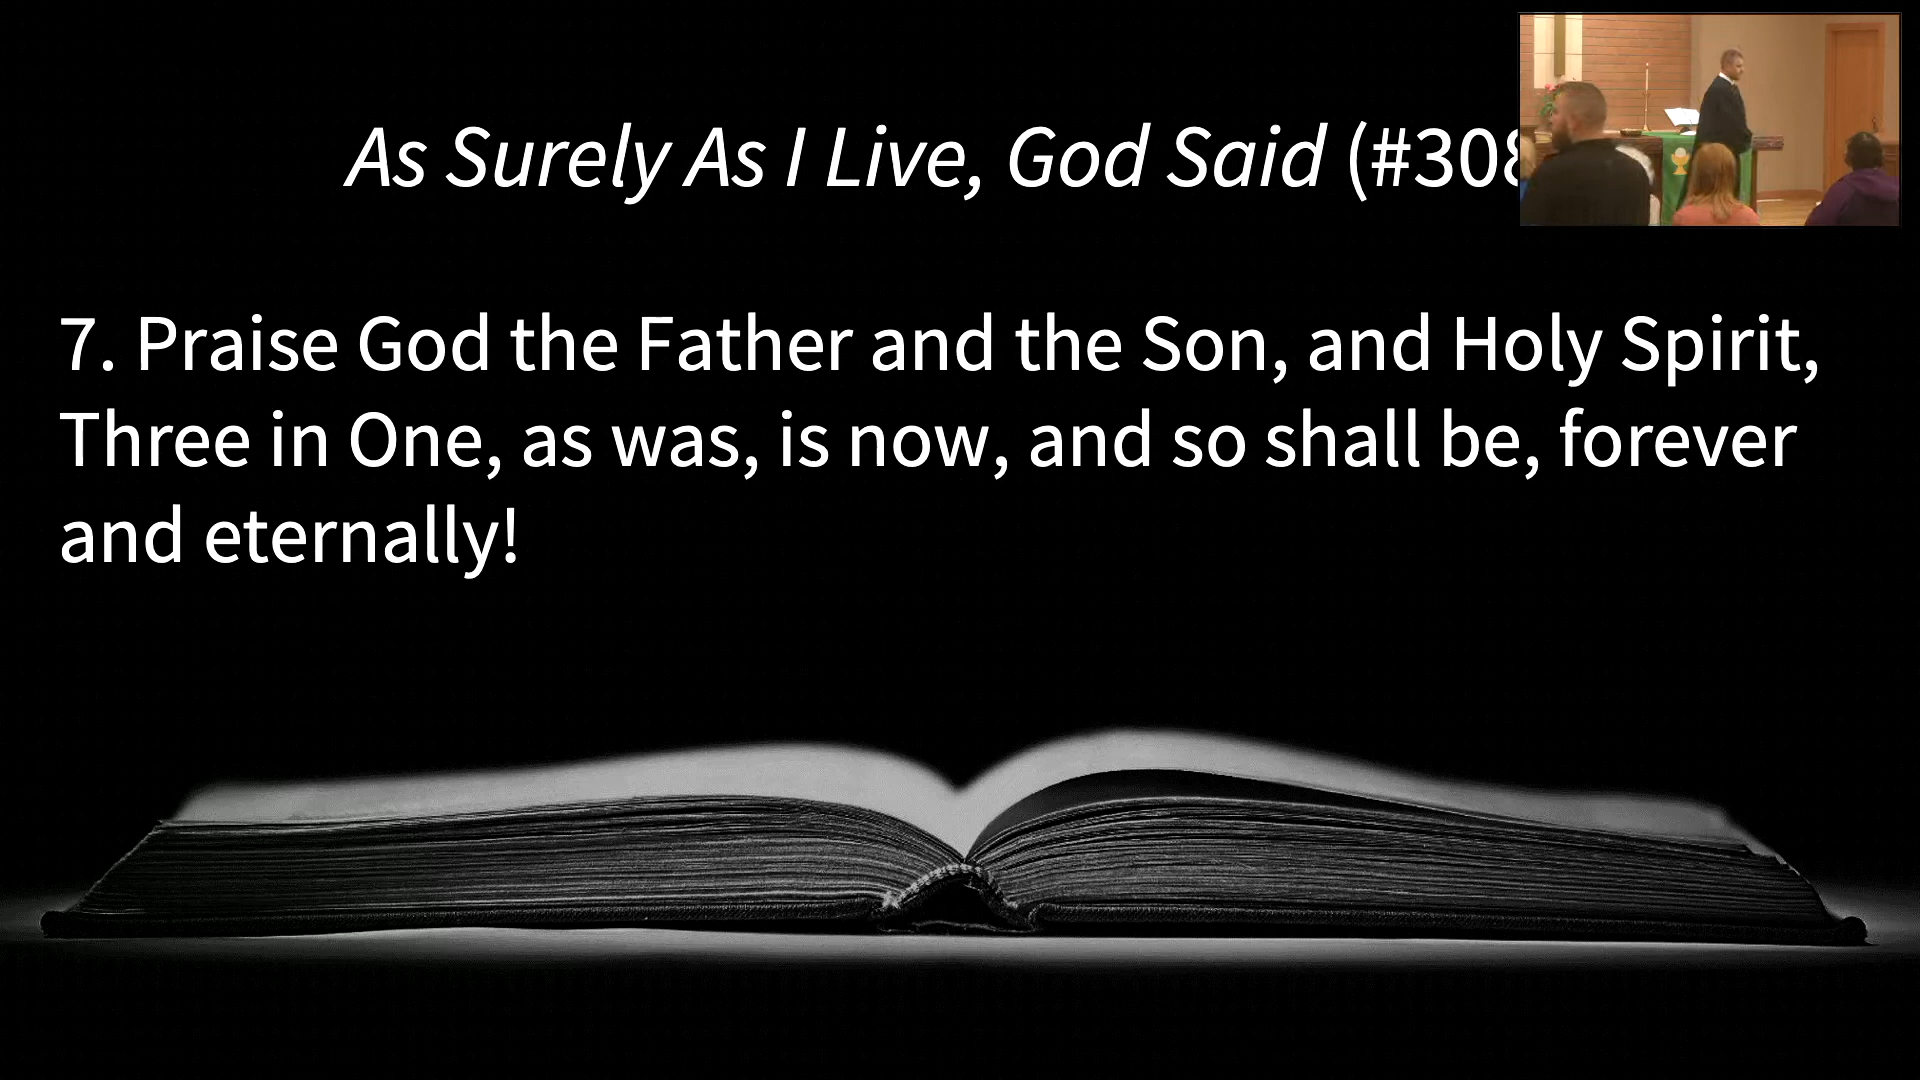 As Surely As I Live, God Said (#308
7. Praise God the Father and the Son, and Holy Spirit,
Three in One, as was, is now, and so shall be, forever
and eternally!